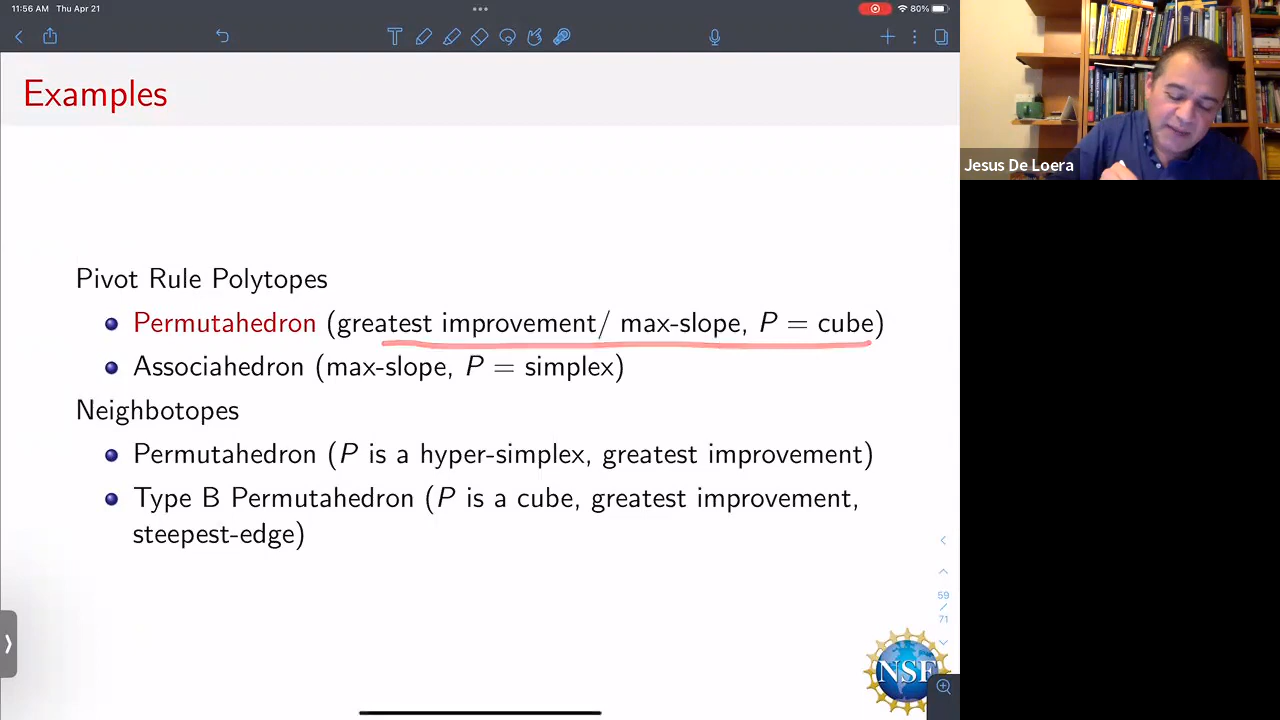 11:56 AM Thu Apr 21
80%
Examples
Jesus De Loera
Pivot Rule Polytopes
Permutahedron (greatest improvement/ max-slope, P = cube)
Associahedron (max-slope, P = simplex)
Neighbotopes
Permutahedron (P is a hyper-simplex, greatest improvement)
Type B Permutahedron (P is a cube, greatest improvement,
steepest-edge)
59
/
71
NSF